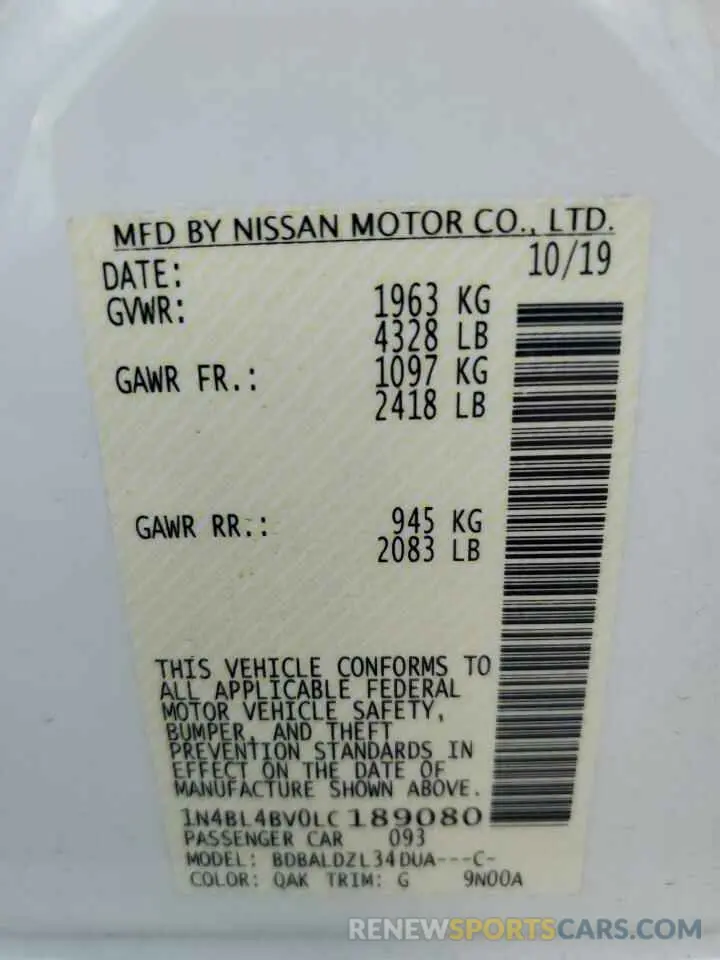 MFD BY NISSAN MOTOR CO., LTD.
DATE: 10/19
GVWR: 1963 KG
4328 LB
GAWR FR.: 1097 KG
2418 LB
GAWR RR.: 945 KG
2083 LB
THIS VEHICLE CONFORMS TO
ALL APPLICABLE FEDERAL
MOTOR VEHICLE SAFETY,
BUMPER, AND THEFT
PREVENTION STANDARDS IN
EFFECT ON THE DATE OF
MANUFACTURE SHOWN ABOVE.
1N4BL4BV0LC189080
PASSENGER CAR 093
MODEL: BDBALDZL34DUA---C-
COLOR: QAK TRIM: G 9N00A
RENEWSPORTSCARS.COM